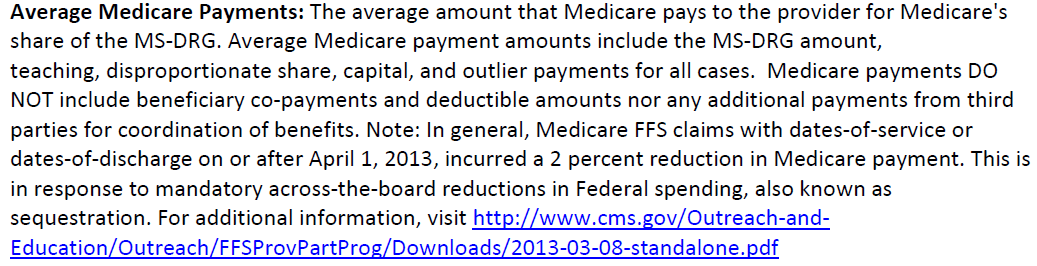 Average Medicare Payments: The average amount that Medicare pays to the provider for Medicare's
share of the MS-DRG. Average Medicare payment amounts include the MS-DRG amount,
teaching, disproportionate share, capital, and outlier payments for all cases.  Medicare payments DO
NOT include beneficiary co-payments and deductible amounts nor any additional payments from third
parties for coordination of benefits. Note: In general, Medicare FFS claims with dates-of-service or
dates-of-discharge on or after April 1, 2013, incurred a 2 percent reduction in Medicare payment. This is
in response to mandatory across-the-board reductions in Federal spending, also known as
sequestration. For additional information, visit http://www.cms.gov/Outreach-and-
Education/Outreach/FFSProvPartProg/Downloads/2013-03-08-standalone.pdf